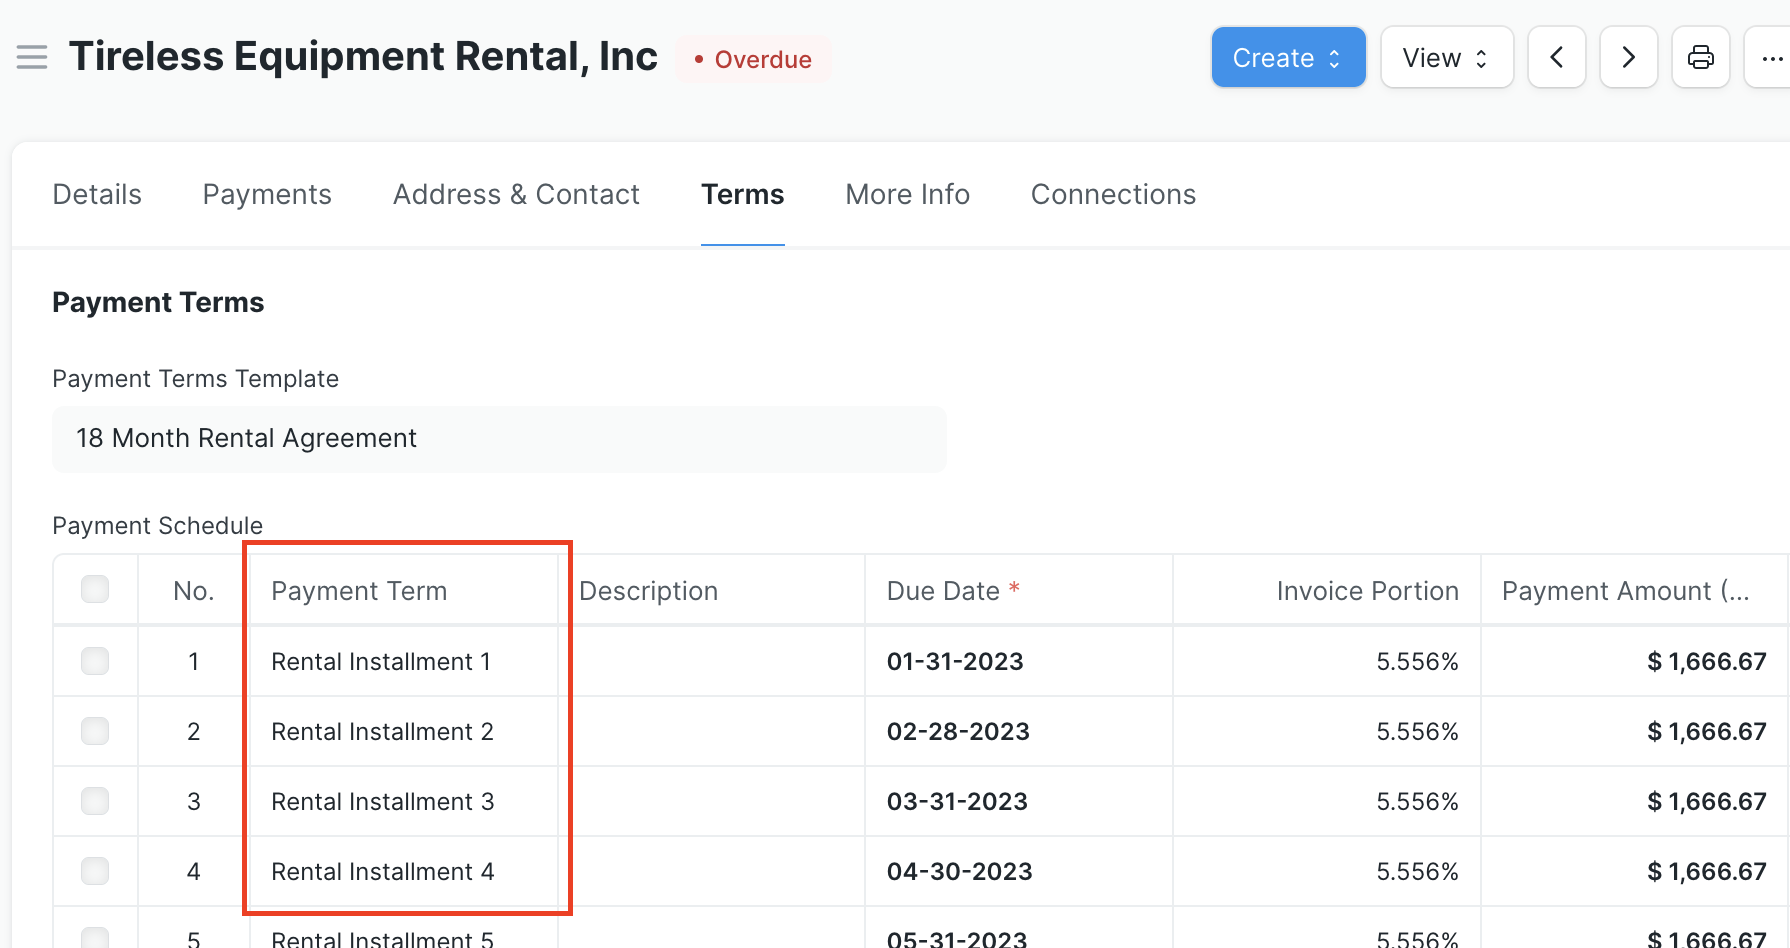 Tireless Equipment Rental, Inc • Overdue Create View ...
Details Payments Address & Contact Terms More Info Connections
Payment Terms
Payment Terms Template
18 Month Rental Agreement
Payment Schedule
No. Payment Term Description Due Date * Invoice Portion Payment Amount (...
1 Rental Installment 1 01-31-2023 5.556% $ 1,666.67
2 Rental Installment 2 02-28-2023 5.556% $ 1,666.67
3 Rental Installment 3 03-31-2023 5.556% $ 1,666.67
4 Rental Installment 4 04-30-2023 5.556% $ 1,666.67
5 Rental Installment 5 05-31-2023 5.556% $ 1,666.67